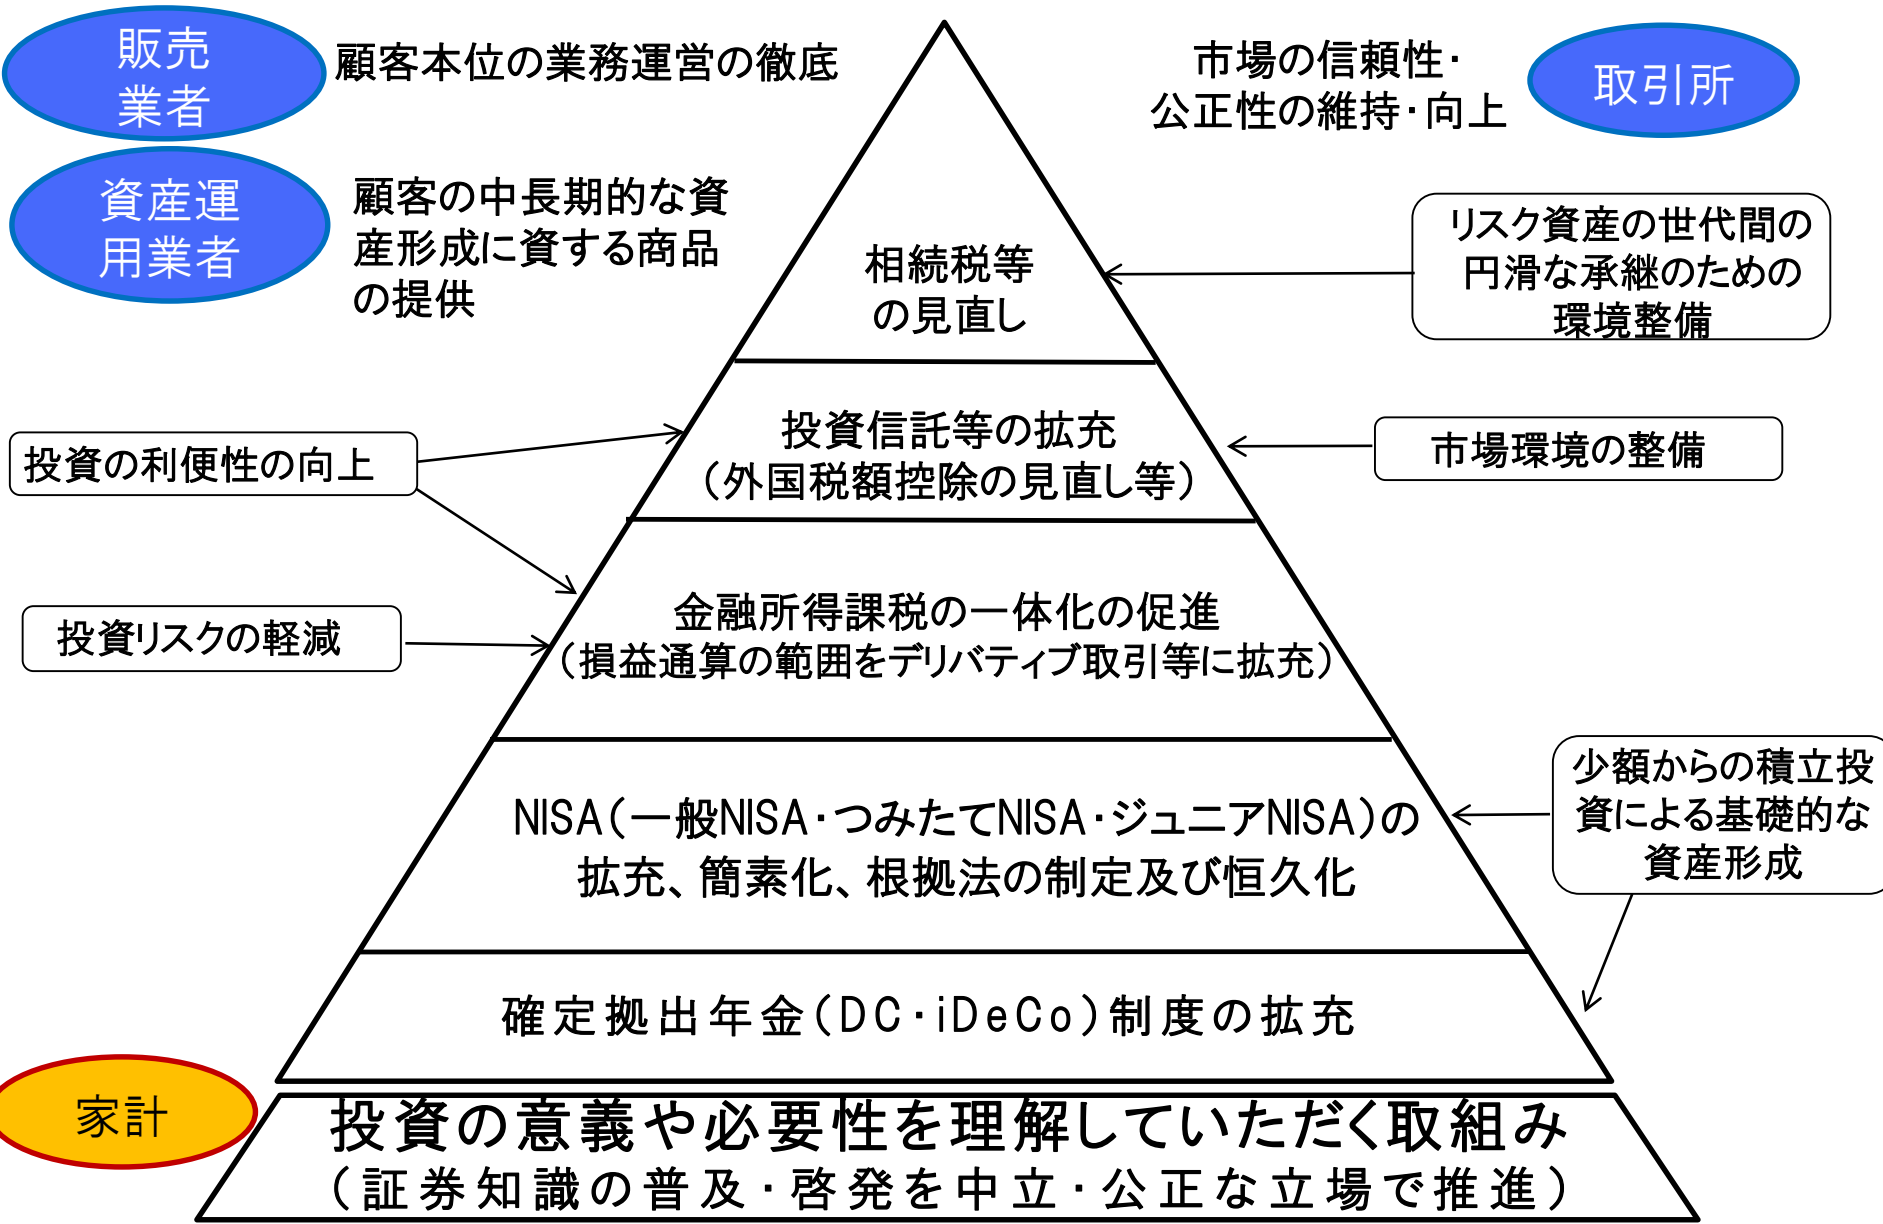 販売
業者
顧客本位の業務運営の徹底
市場の信頼性・
公正性の維持・向上
取引所
資産運
用業者
顧客の中長期的な資
産形成に資する商品
の提供
相続税等
の見直し
リスク資産の世代間の
円滑な承継のための
環境整備
投資信託等の拡充
（外国税額控除の見直し等）
投資の利便性の向上
市場環境の整備
金融所得課税の一体化の促進
（損益通算の範囲をデリバティブ取引等に拡充）
投資リスクの軽減
NISA（一般NISA・つみたてNISA・ジュニアNISA）の
拡充、簡素化、根拠法の制定及び恒久化
少額からの積立投
資による基礎的な
資産形成
確定拠出年金（DC・iDeCo）制度の拡充
家計
投資の意義や必要性を理解していただく取組み
（証券知識の普及・啓発を中立・公正な立場で推進）